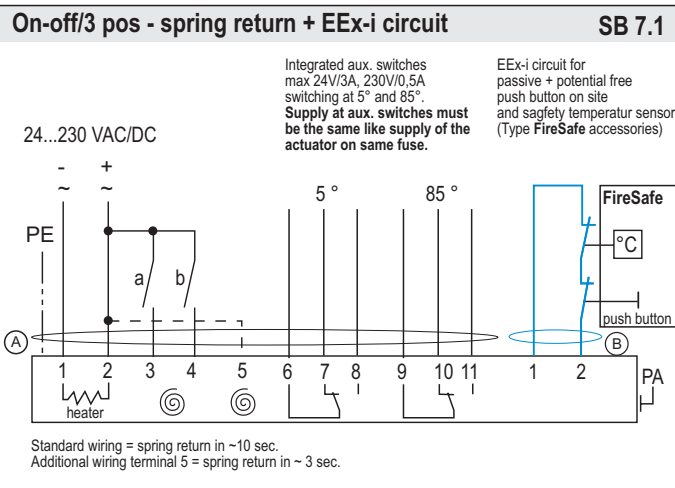 On-off/3 pos - spring return + EEx-i circuit SB 7.1
Integrated aux. switches
max 24V/3A, 230V/0,5A
switching at 5° and 85°.
Supply at aux. switches must
be the same like supply of the
actuator on same fuse.
EEx-i circuit for
passive + potential free
push button on site
and sagfety temperatur sensor
(Type FireSafe accessories)
24...230 VAC/DC
- +
~ ~
5 ° 85 °
FireSafe
PE
°C
a b
push button
A B
1 2 3 4 5 6 7 8 9 10 11 1 2 PA
heater
Standard wiring = spring return in ~10 sec.
Additional wiring terminal 5 = spring return in ~ 3 sec.